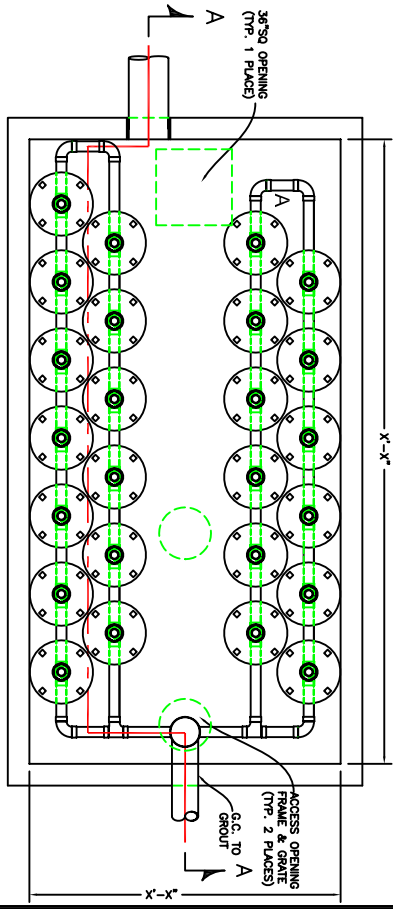 A
36"SQ OPENING
(TYP. 1 PLACE)
A
X'-X"
ACCESS OPENING
FRAME & GRATE
(TYP. 2 PLACES)
G.C. TO
GROUT
A
X'-X"